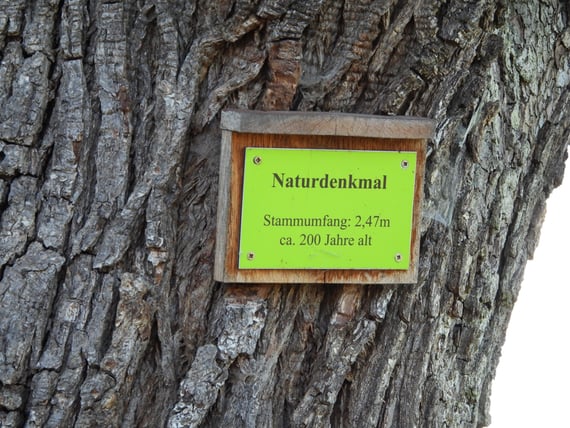 Naturdenkmal
Stammumfang: 2,47m
ca. 200 Jahre alt